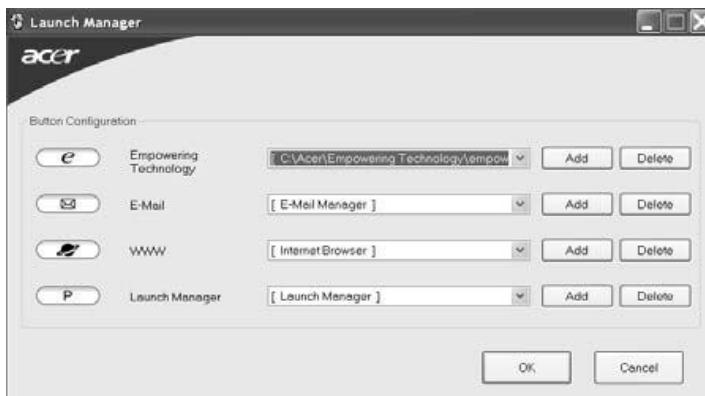 Launch Manager
acer
Button Configuration
e Empowering Technology [ C:\Acer\Empowering Technology\empow Add Delete
E-Mail [ E-Mail Manager ] Add Delete
WWW [ Internet Browser ] Add Delete
P Launch Manager [ Launch Manager ] Add Delete
OK Cancel